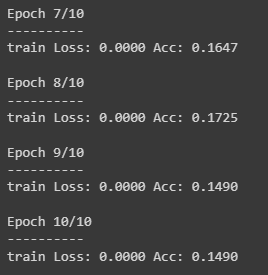 Epoch 7/10
----------
train Loss: 0.0000 Acc: 0.1647
Epoch 8/10
----------
train Loss: 0.0000 Acc: 0.1725
Epoch 9/10
----------
train Loss: 0.0000 Acc: 0.1490
Epoch 10/10
----------
train Loss: 0.0000 Acc: 0.1490